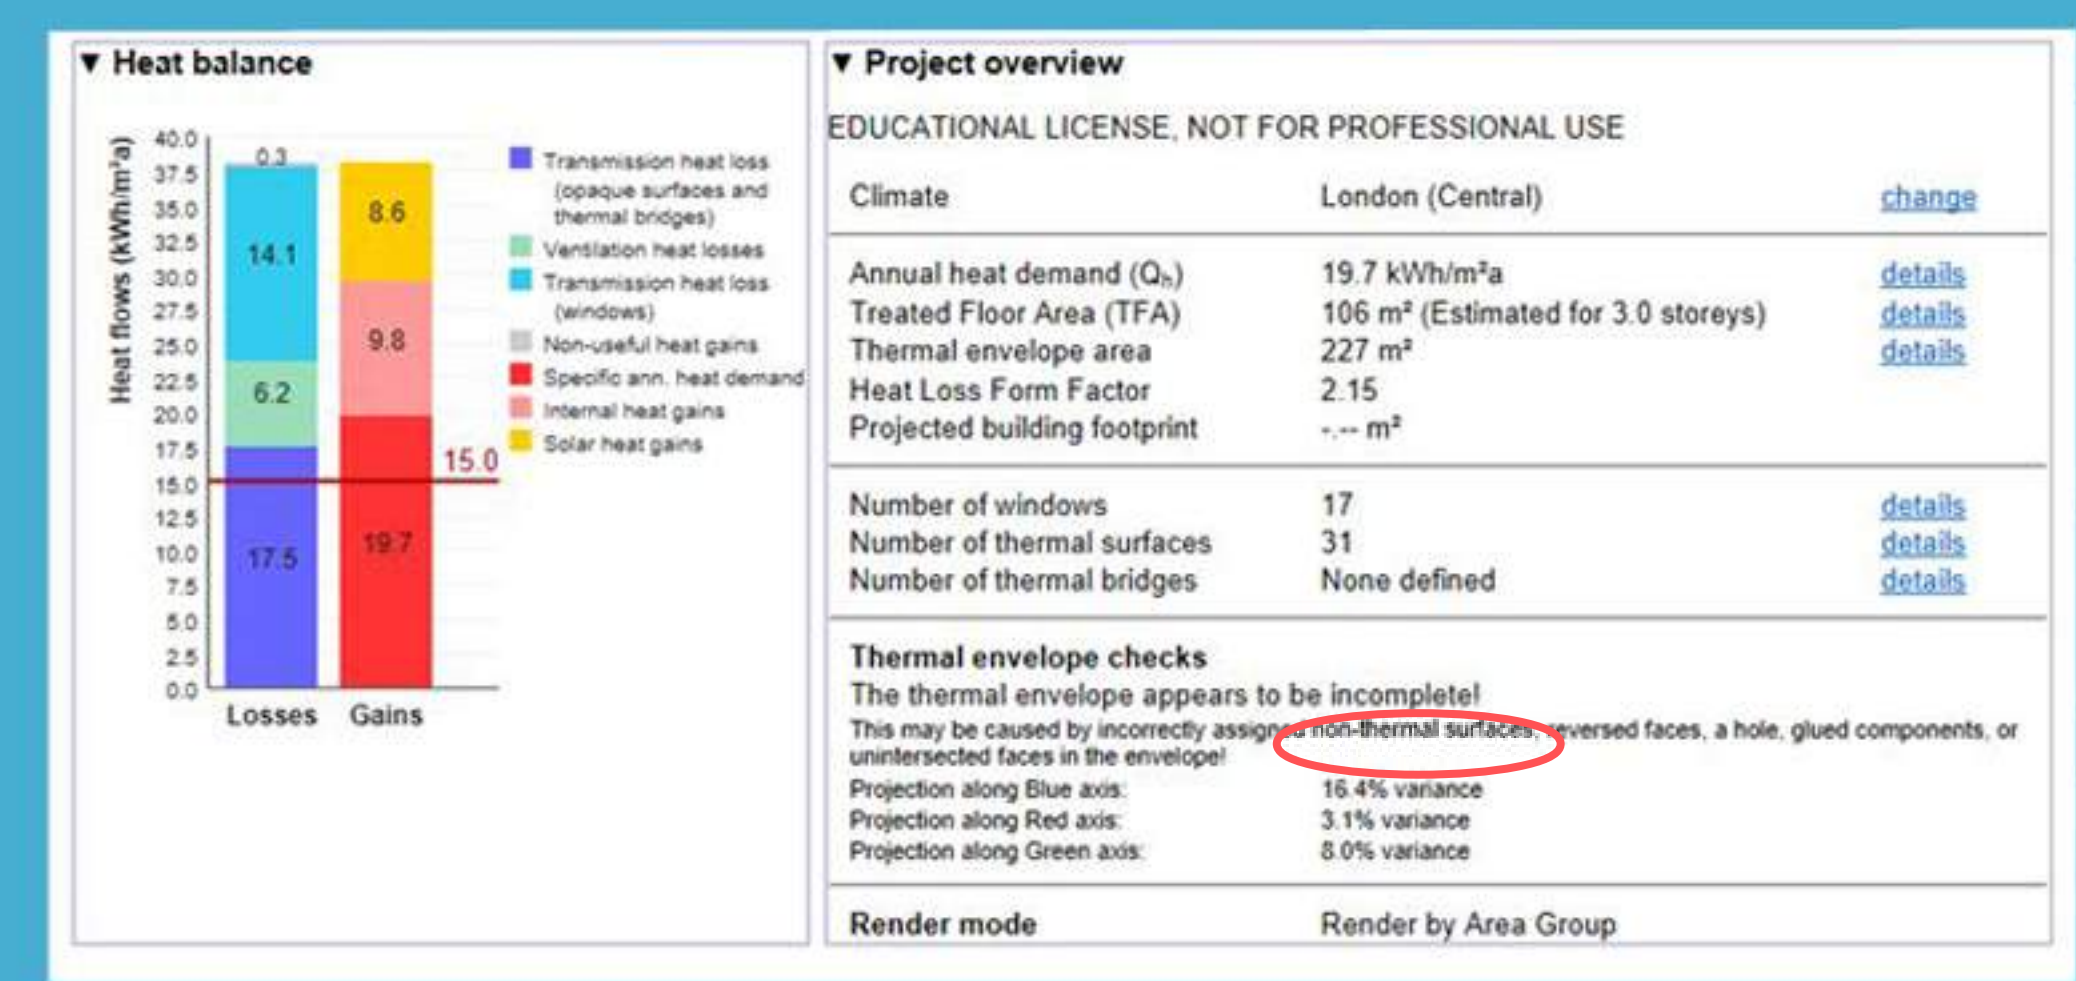 ▼ Heat balance
Heat flows (kWh/m²a)
40.0
37.5
35.0
32.5
30.0
27.5
25.0
22.5
20.0
17.5
15.0
12.5
10.0
7.5
5.0
2.5
0.0
0.3
14.1
6.2
17.5
8.6
9.8
19.7
15.0
Losses Gains
Transmission heat loss
(opaque surfaces and
thermal bridges)
Ventilation heat losses
Transmission heat loss
(windows)
Non-useful heat gains
Specific ann. heat demand
Internal heat gains
Solar heat gains
▼ Project overview
EDUCATIONAL LICENSE, NOT FOR PROFESSIONAL USE
Climate London (Central) change
Annual heat demand (Qₕ) 19.7 kWh/m²a details
Treated Floor Area (TFA) 106 m² (Estimated for 3.0 storeys) details
Thermal envelope area 227 m² details
Heat Loss Form Factor 2.15
Projected building footprint -.-- m²
Number of windows 17 details
Number of thermal surfaces 31 details
Number of thermal bridges None defined details
Thermal envelope checks
The thermal envelope appears to be incomplete!
This may be caused by incorrectly assigned non-thermal surfaces, reversed faces, a hole, glued components, or
unintersected faces in the envelope!
Projection along Blue axis: 16.4% variance
Projection along Red axis: 3.1% variance
Projection along Green axis: 8.0% variance
Render mode Render by Area Group